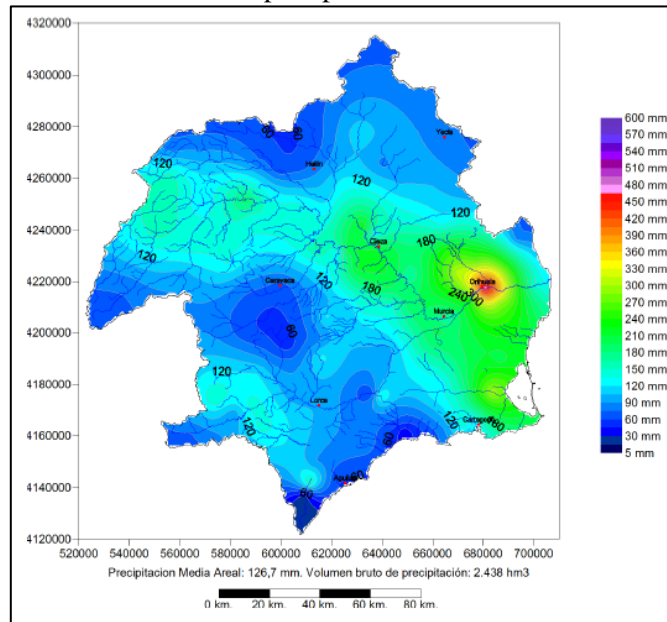 4320000
4300000
4280000
4260000
4240000
4220000
4200000
4180000
4160000
4140000
4120000
520000 540000 560000 580000 600000 620000 640000 660000 680000 700000
60
60
Yecla
Hellin
120
120
120
120
Cieza
180
180
120
120
Caravaca
Orihuela
240
300
60
Murcia
120
Lorca
120
120
Cartagena
180
60
60
60
600 mm
570 mm
540 mm
510 mm
480 mm
450 mm
420 mm
390 mm
360 mm
330 mm
300 mm
270 mm
240 mm
210 mm
180 mm
150 mm
120 mm
90 mm
60 mm
30 mm
5 mm
Precipitacion Media Areal: 126,7 mm. Volumen bruto de precipitación: 2.438 hm3
0 km. 20 km. 40 km. 60 km. 80 km.